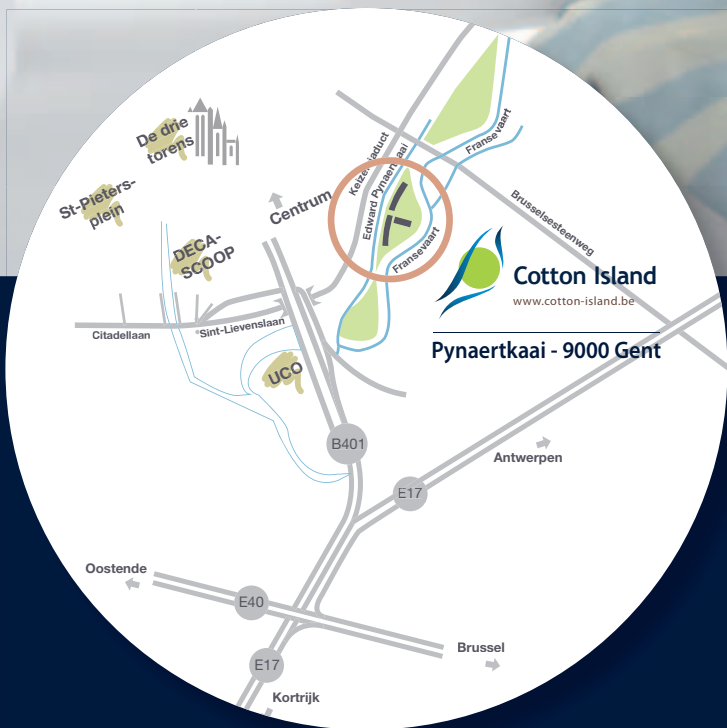 De drie
torens
St-Pieters-
plein
DECA-
SCOOP
Centrum
Keizerviaduct
Edward Pynaertkaai
Fransevaart
Fransevaart
Brusselsesteenweg
Cotton Island
www.cotton-island.be
Pynaertkaai - 9000 Gent
Citadellaan
Sint-Lievenslaan
UCO
B401
Antwerpen
E17
Oostende
E40
Brussel
E17
Kortrijk